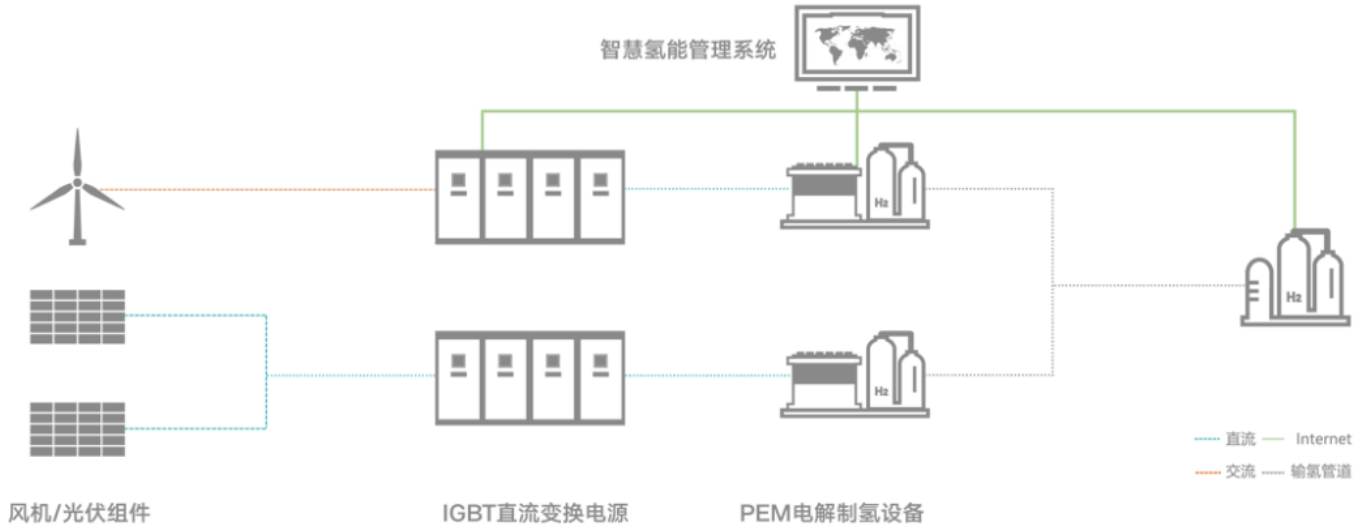 智慧氢能管理系统
H₂
H₂
H₂
直流
Internet
交流
输氢管道
风机/光伏组件
IGBT直流变换电源
PEM电解制氢设备